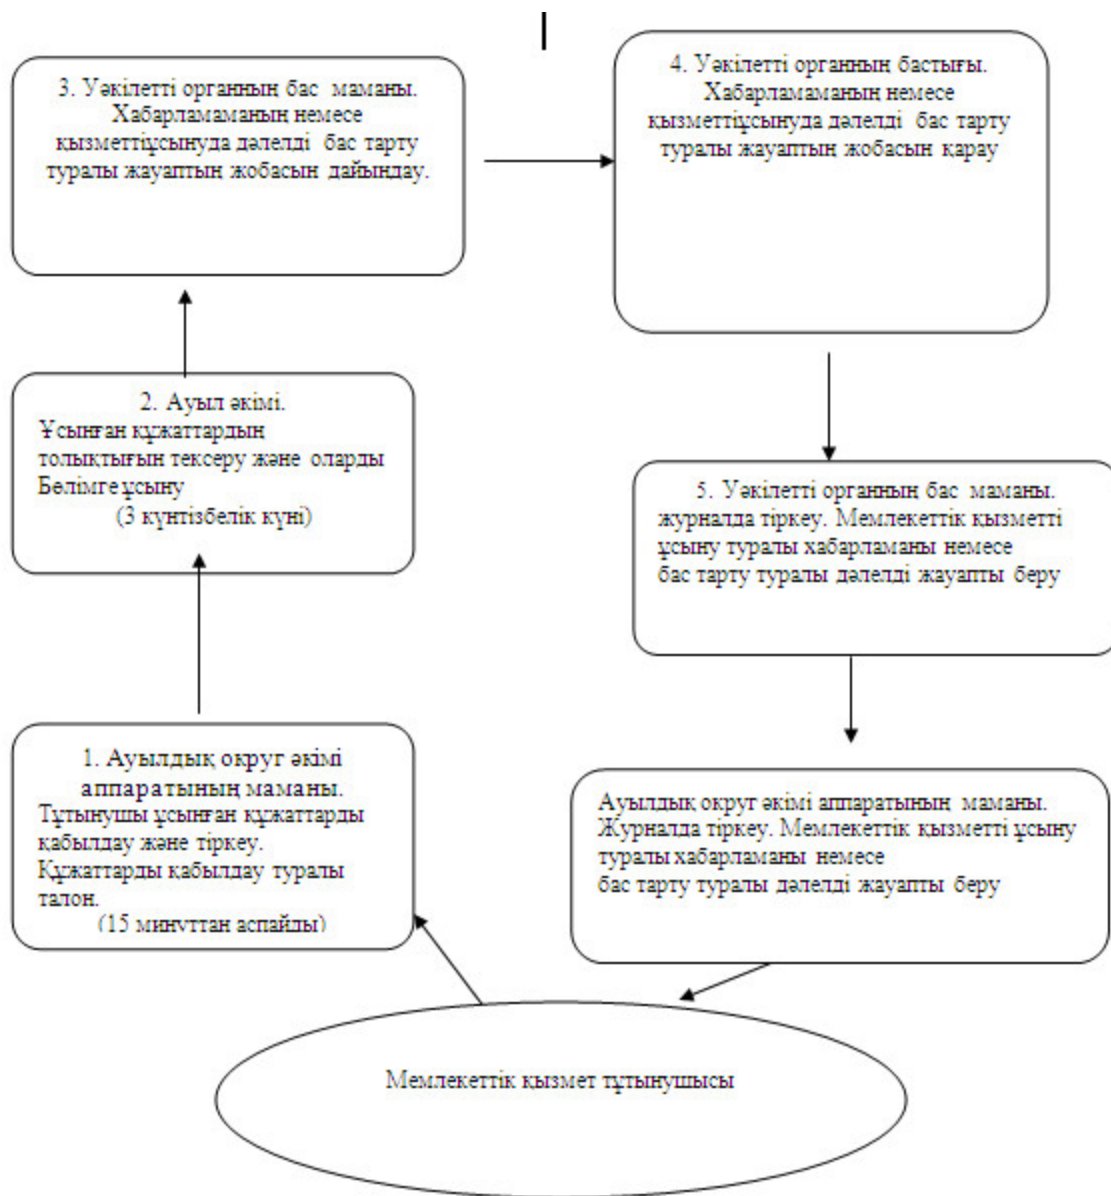 3. Уәкілетті органның бас маманы.
Хабарламаманың немесе
қызметтіұсынуда дәлелді бас тарту
туралы жауаптың жобасын дайындау.
4. Уәкілетті органның бастығы.
Хабарламаманың немесе
қызметтіұсынуда дәлелді бас тарту
туралы жауаптың жобасын қарау
2. Ауыл әкімі.
Ұсынған құжаттардың
толықтығын тексеру және оларды
Бөлімге ұсыну
(3 күнтізбелік күні)
5. Уәкілетті органның бас маманы.
журналда тіркеу. Мемлекеттік қызметті
ұсыну туралы хабарламаны немесе
бас тарту туралы дәлелді жауапты беру
1. Ауылдық округ әкімі
аппаратының маманы.
Тұтынушы ұсынған құжаттарды
қабылдау және тіркеу.
Құжаттарды қабылдау туралы
талон.
(15 минуттан аспайды)
Ауылдық округ әкімі аппаратының маманы.
Журналда тіркеу. Мемлекеттік қызметті ұсыну
туралы хабарламаны немесе
бас тарту туралы дәлелді жауапты беру
Мемлекеттік қызмет тұтынушысы